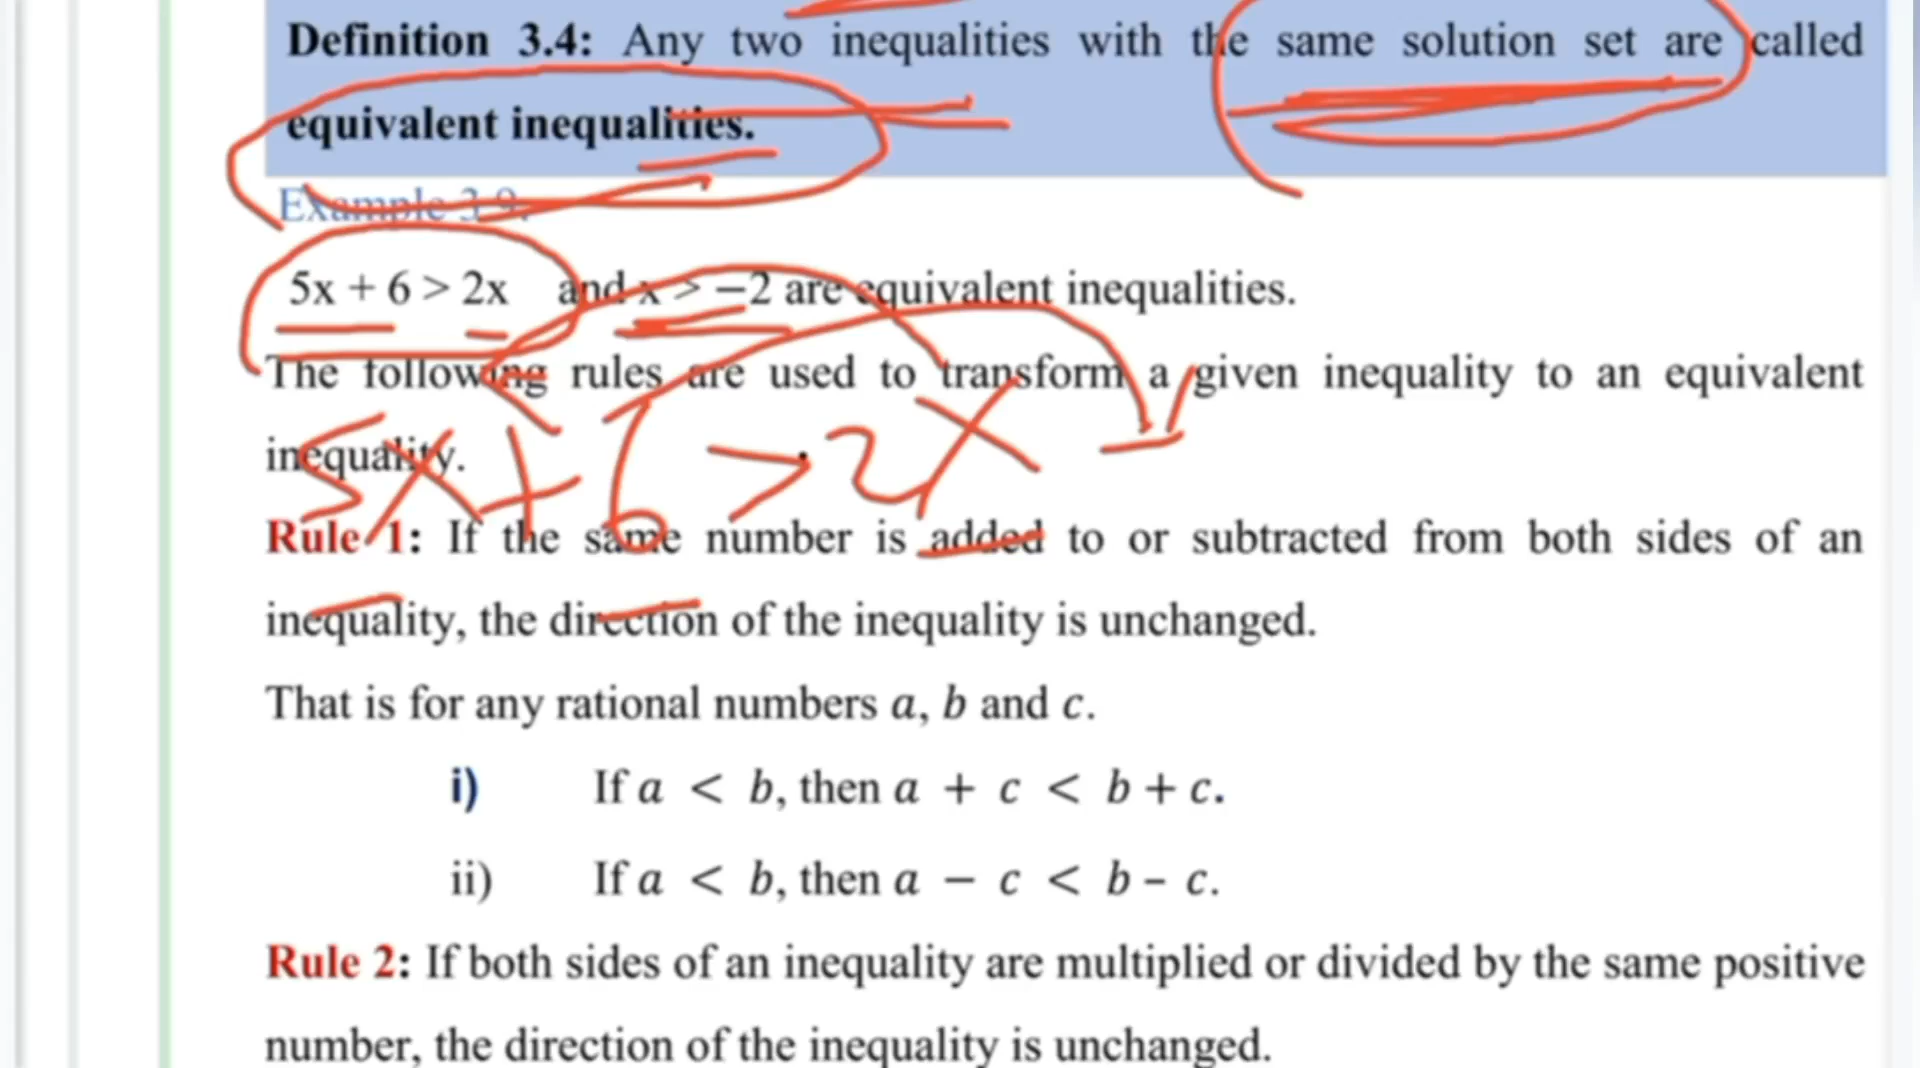 Definition 3.4: Any two inequalities with the same solution set are called
equivalent inequalities.
Example 3.9:
5x + 6 > 2x and x > −2 are equivalent inequalities.
The following rules are used to transform a given inequality to an equivalent
inequality.
5x + 6 > 2x
Rule 1: If the same number is added to or subtracted from both sides of an
inequality, the direction of the inequality is unchanged.
That is for any rational numbers a, b and c.
i) If a < b, then a + c < b + c.
ii) If a < b, then a − c < b – c.
Rule 2: If both sides of an inequality are multiplied or divided by the same positive
number, the direction of the inequality is unchanged.